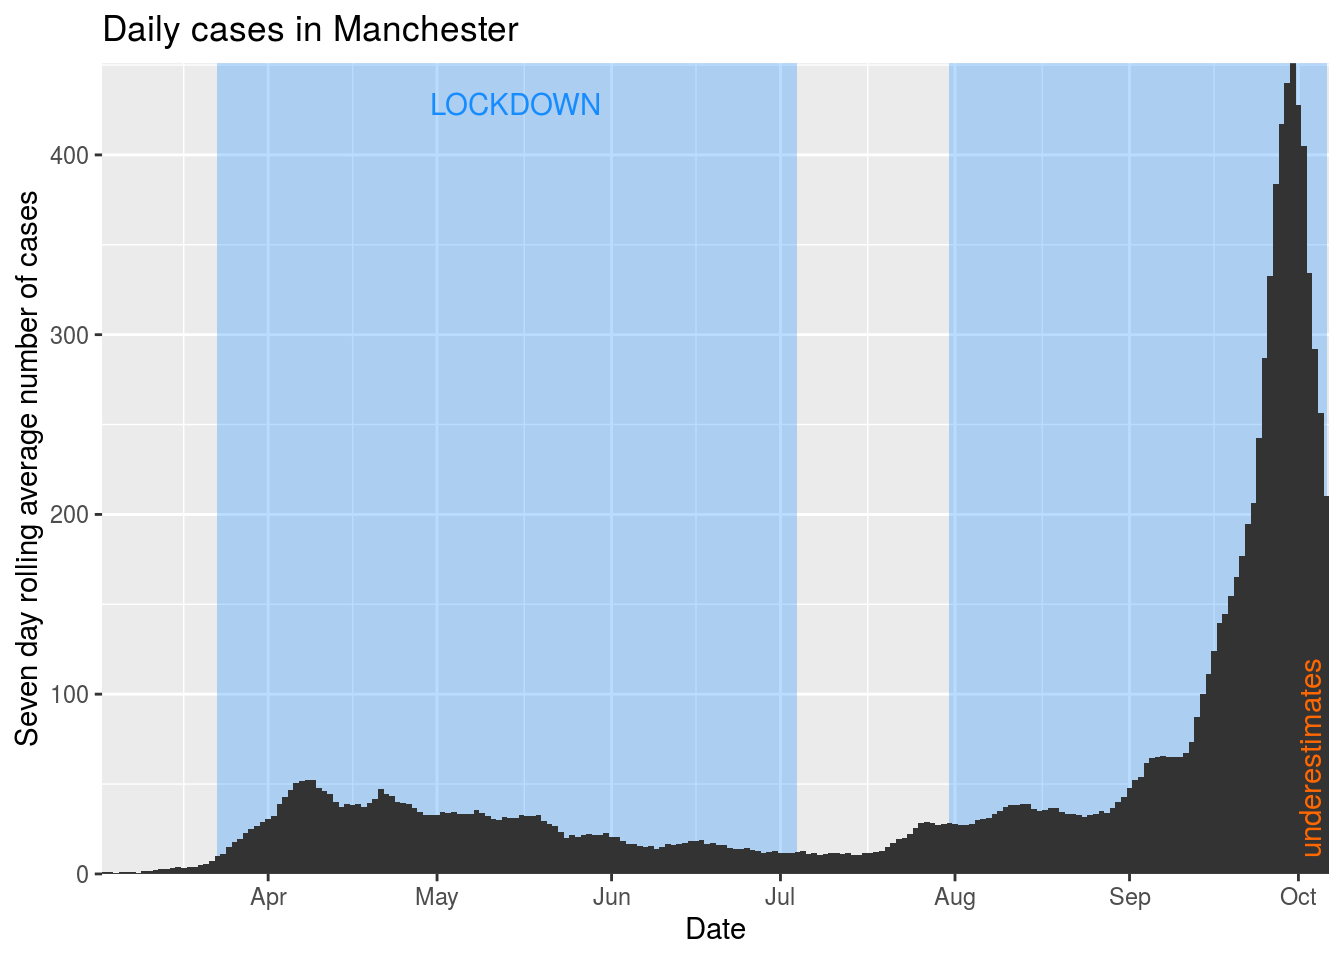 Daily cases in Manchester
LOCKDOWN
Seven day rolling average number of cases
400
300
200
100
0
underestimates
Apr May Jun Jul Aug Sep Oct
Date